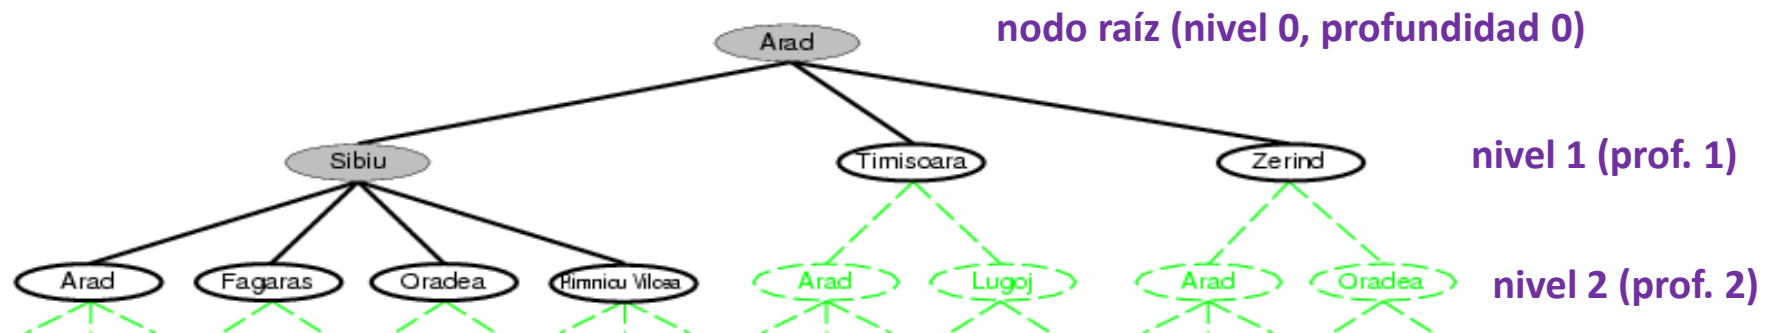 Arad
nodo raíz (nivel 0, profundidad 0)
Sibiu
Timisoara
Zerind
nivel 1 (prof. 1)
Arad
Fagaras
Oradea
Rimnicu Vilcea
Arad
Lugoj
Arad
Oradea
nivel 2 (prof. 2)